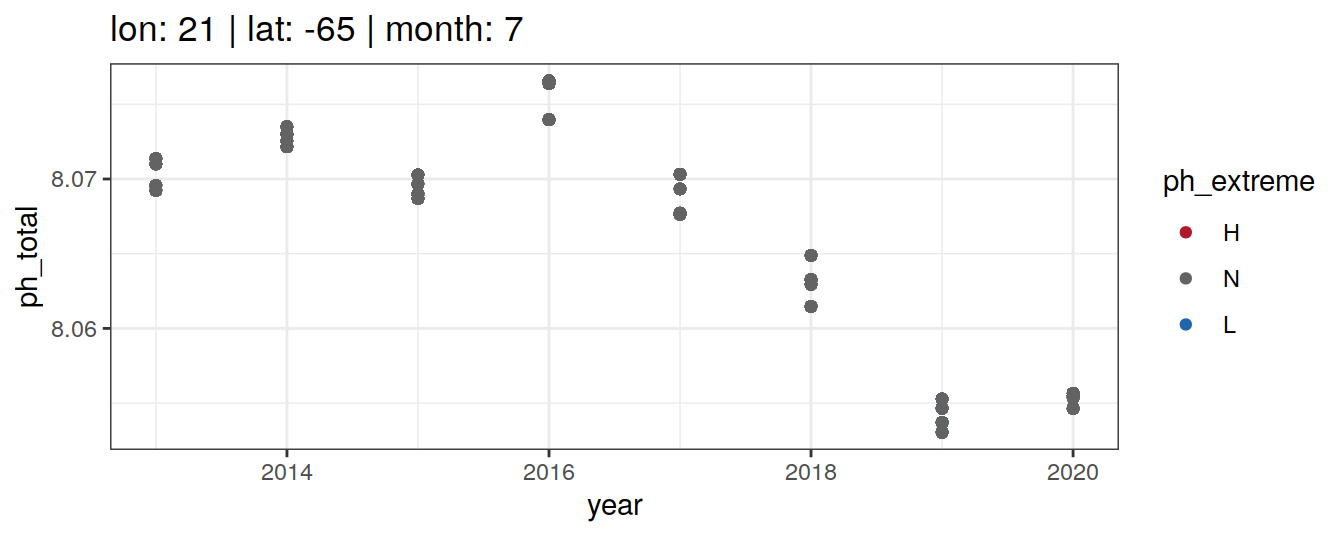 lon: 21 | lat: -65 | month: 7
8.07
8.06
ph_total
2014
2016
2018
2020
year
ph_extreme
H
N
L